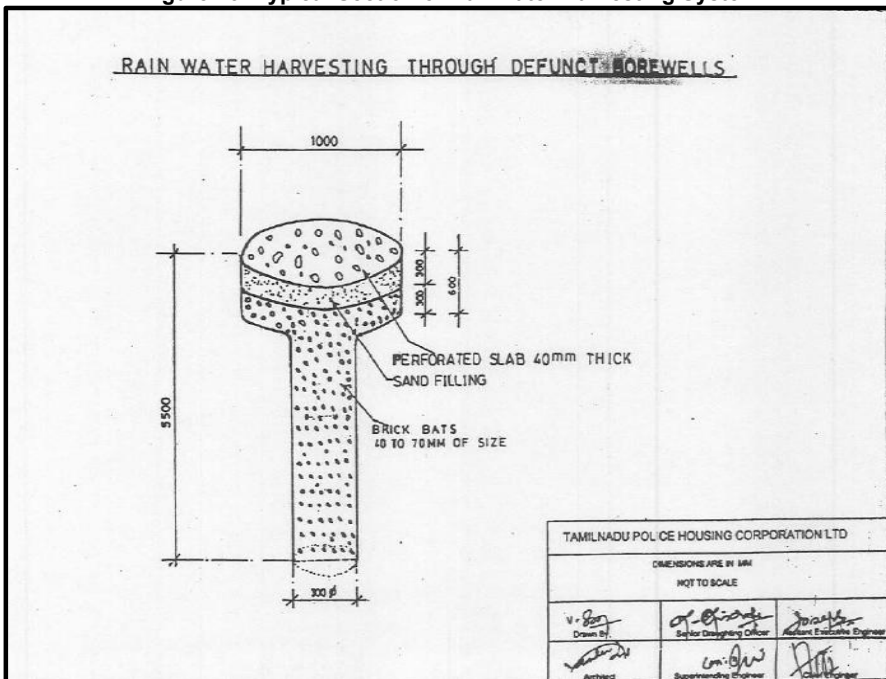 RAIN WATER HARVESTING THROUGH DEFUNCT BOREWELLS
1000
300
300
600
5500
PERFORATED SLAB 40mm THICK
SAND FILLING
BRICK BATS
40 TO 70MM OF SIZE
300 ø
TAMILNADU POLICE HOUSING CORPORATION LTD
DIMENSIONS ARE IN MM
NOT TO SCALE
Drawn By
Senior Draughting Officer
Assistant Executive Engineer
Architect
Superintending Engineer
Chief Engineer